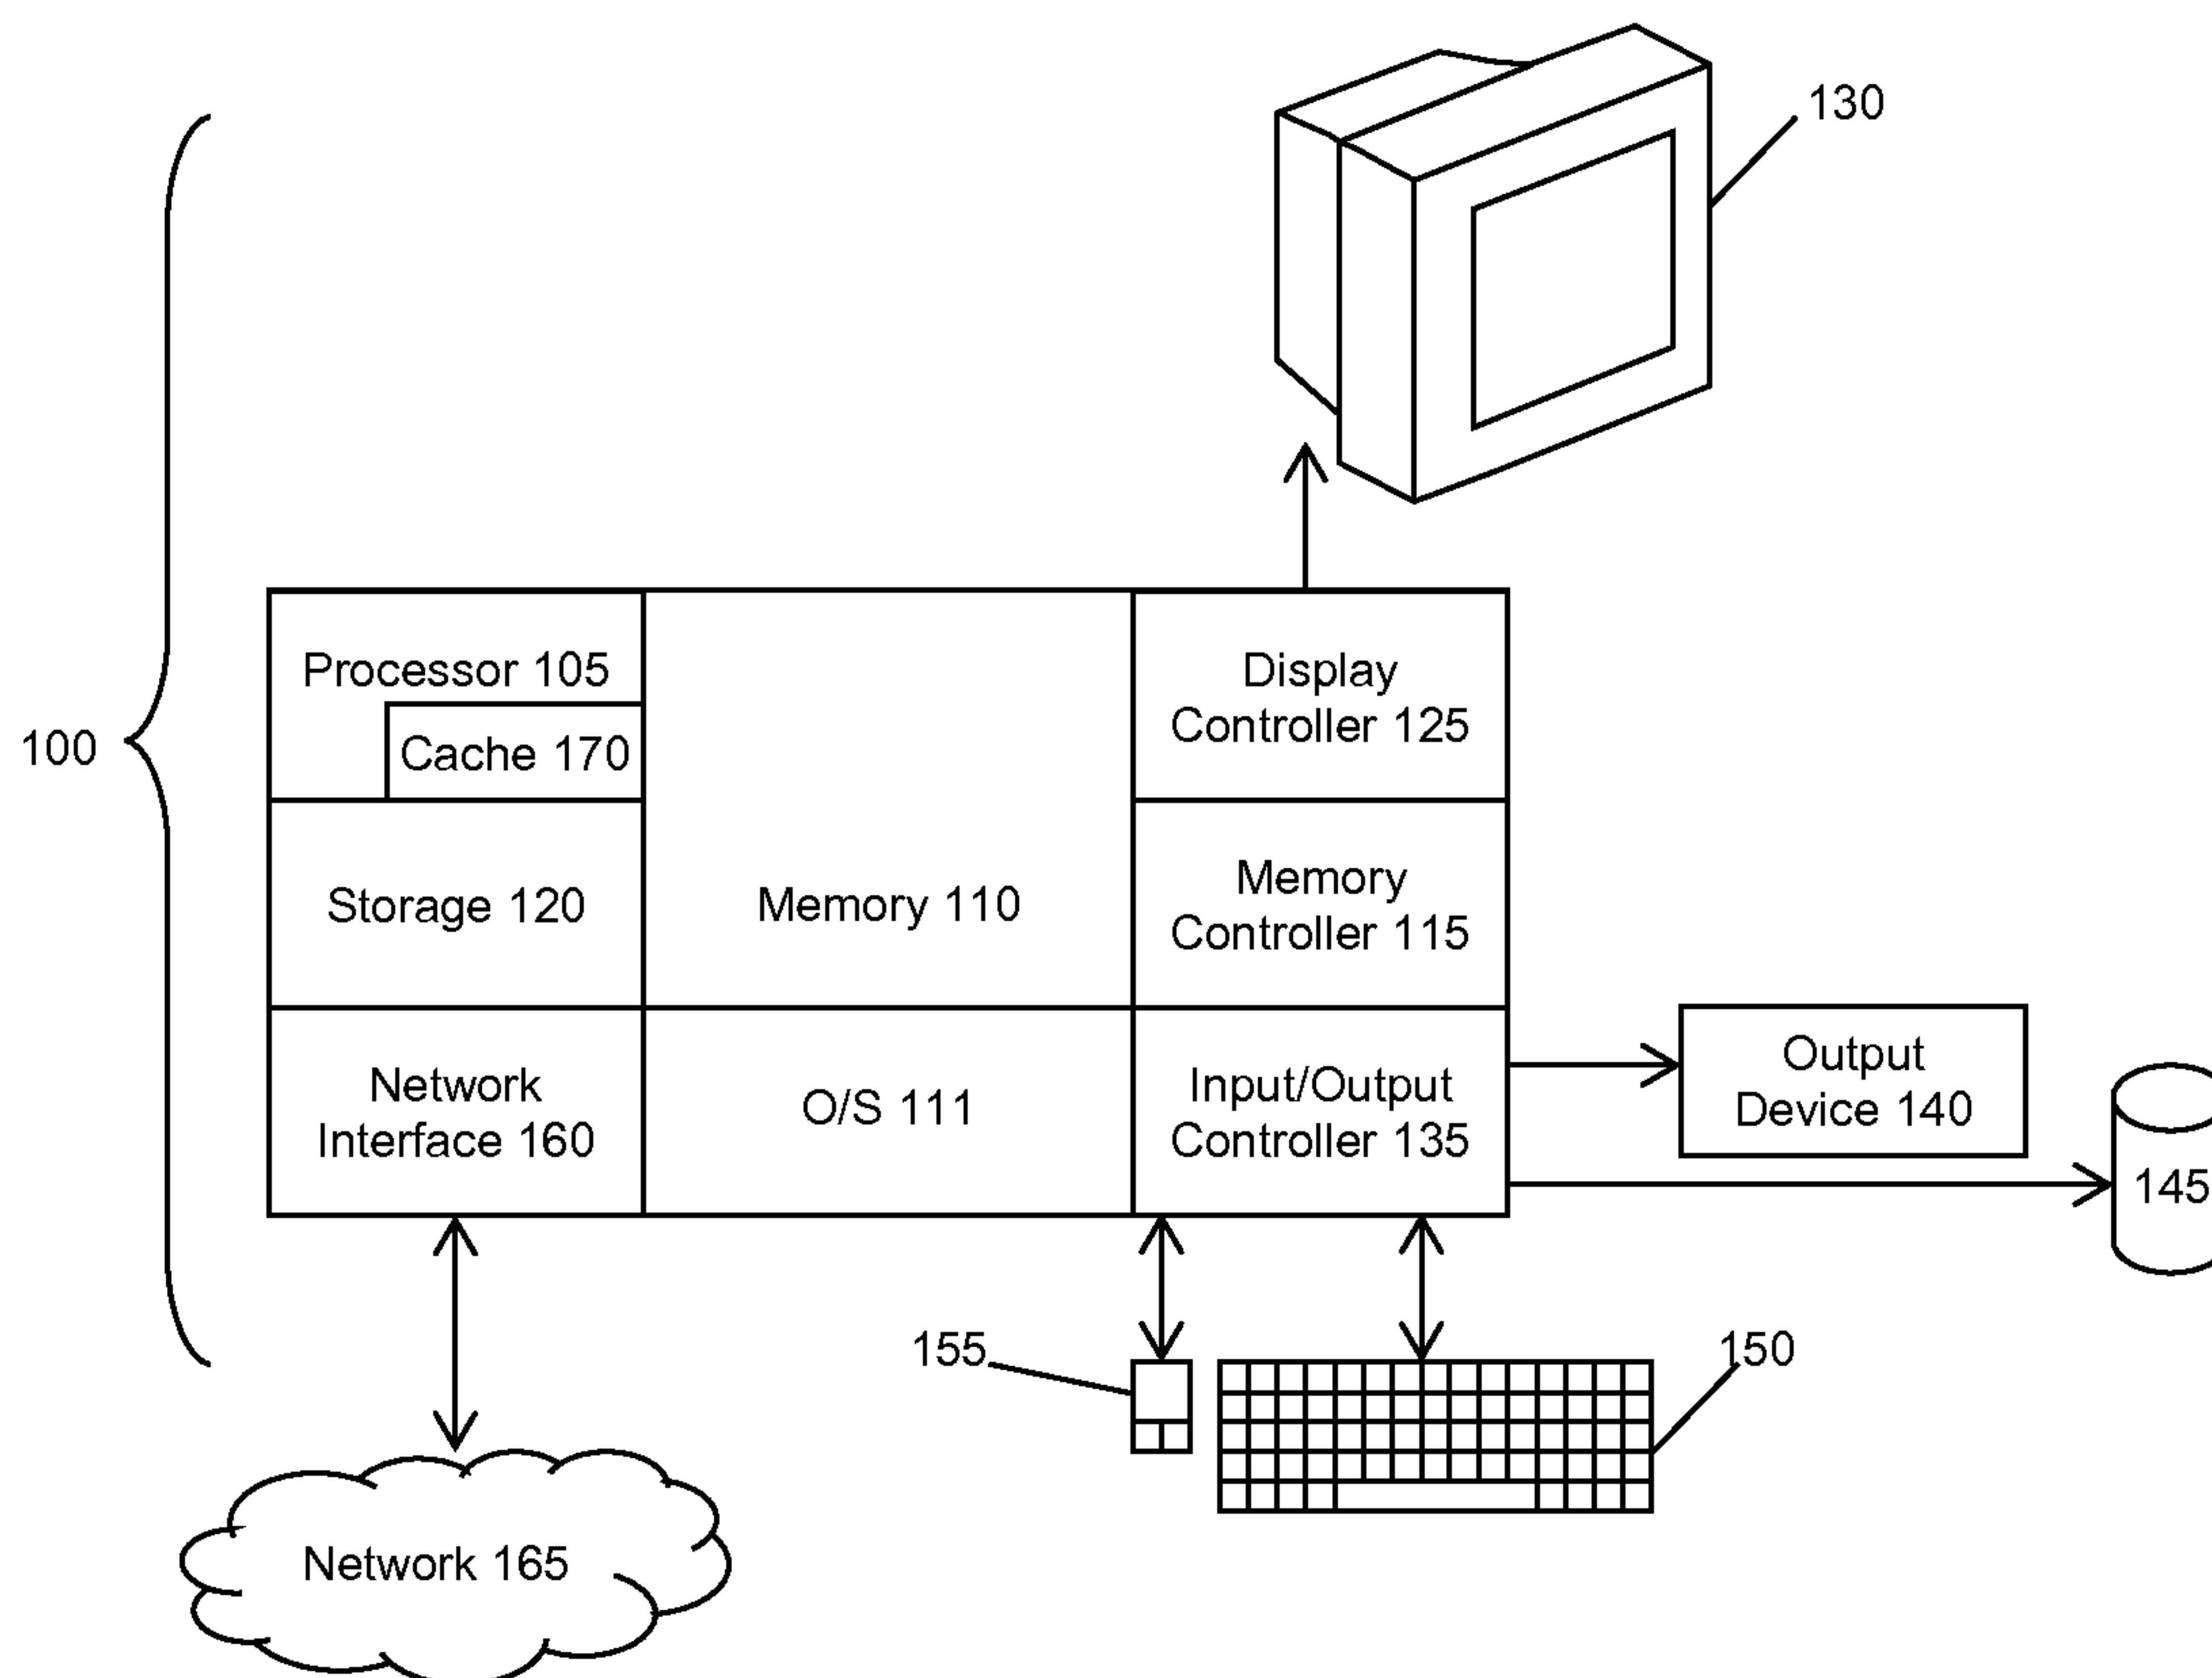 130
100
Processor 105
Cache 170
Display
Controller 125
Storage 120
Memory 110
Memory
Controller 115
Network
Interface 160
O/S 111
Input/Output
Controller 135
Output
Device 140
145
155
150
Network 165